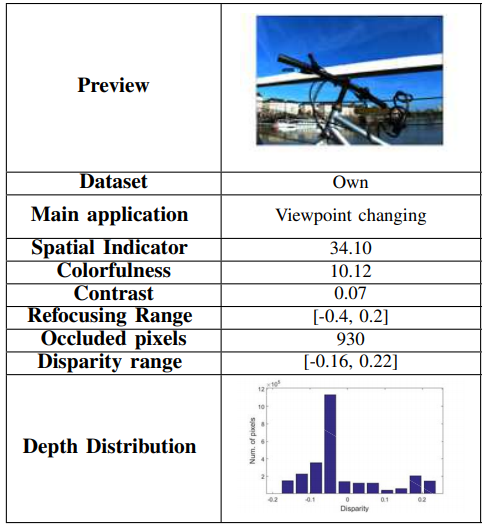 Preview
Dataset Own
Main application Viewpoint changing
Spatial Indicator 34.10
Colorfulness 10.12
Contrast 0.07
Refocusing Range [-0.4, 0.2]
Occluded pixels 930
Disparity range [-0.16, 0.22]
Depth Distribution
12
10
8
6
4
2
Num. of pixels
-0.2 -0.1 0 0.1 0.2
Disparity